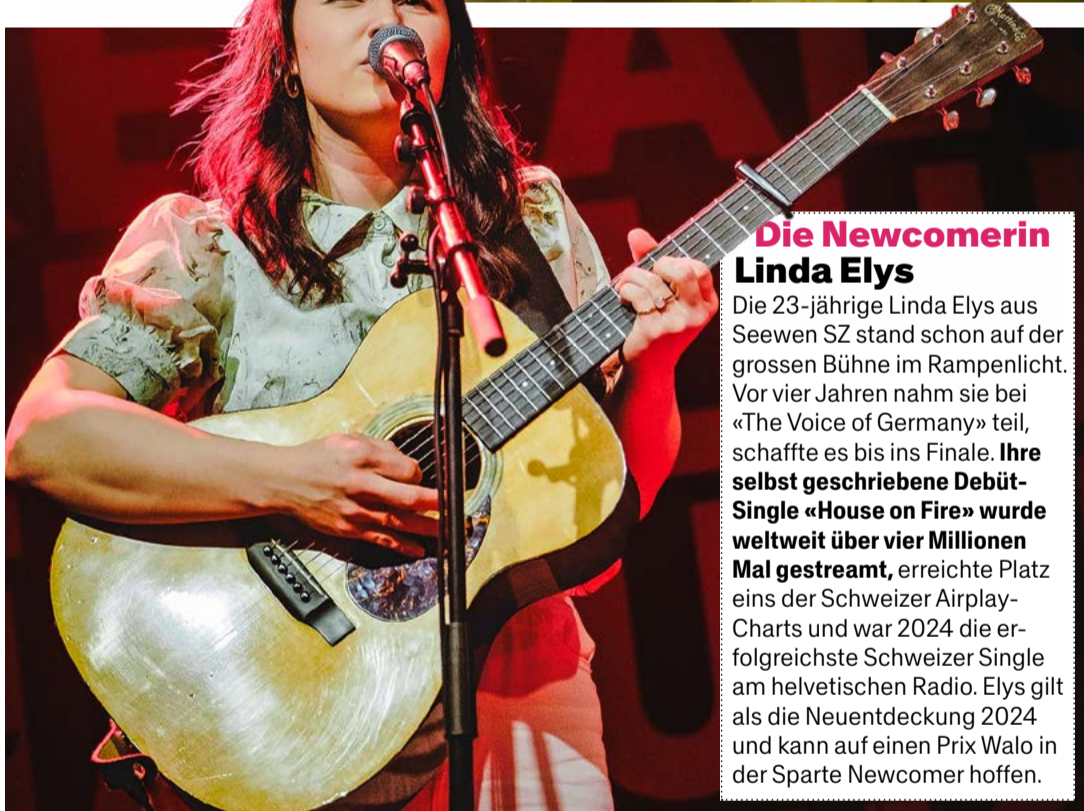 Die Newcomerin
Linda Elys
Die 23-jährige Linda Elys aus
Seewen SZ stand schon auf der
grossen Bühne im Rampenlicht.
Vor vier Jahren nahm sie bei
«The Voice of Germany» teil,
schaffte es bis ins Finale. Ihre
selbst geschriebene Debüt-
Single «House on Fire» wurde
weltweit über vier Millionen
Mal gestreamt, erreichte Platz
eins der Schweizer Airplay-
Charts und war 2024 die er-
folgreichste Schweizer Single
am helvetischen Radio. Elys gilt
als die Neuentdeckung 2024
und kann auf einen Prix Walo in
der Sparte Newcomer hoffen.